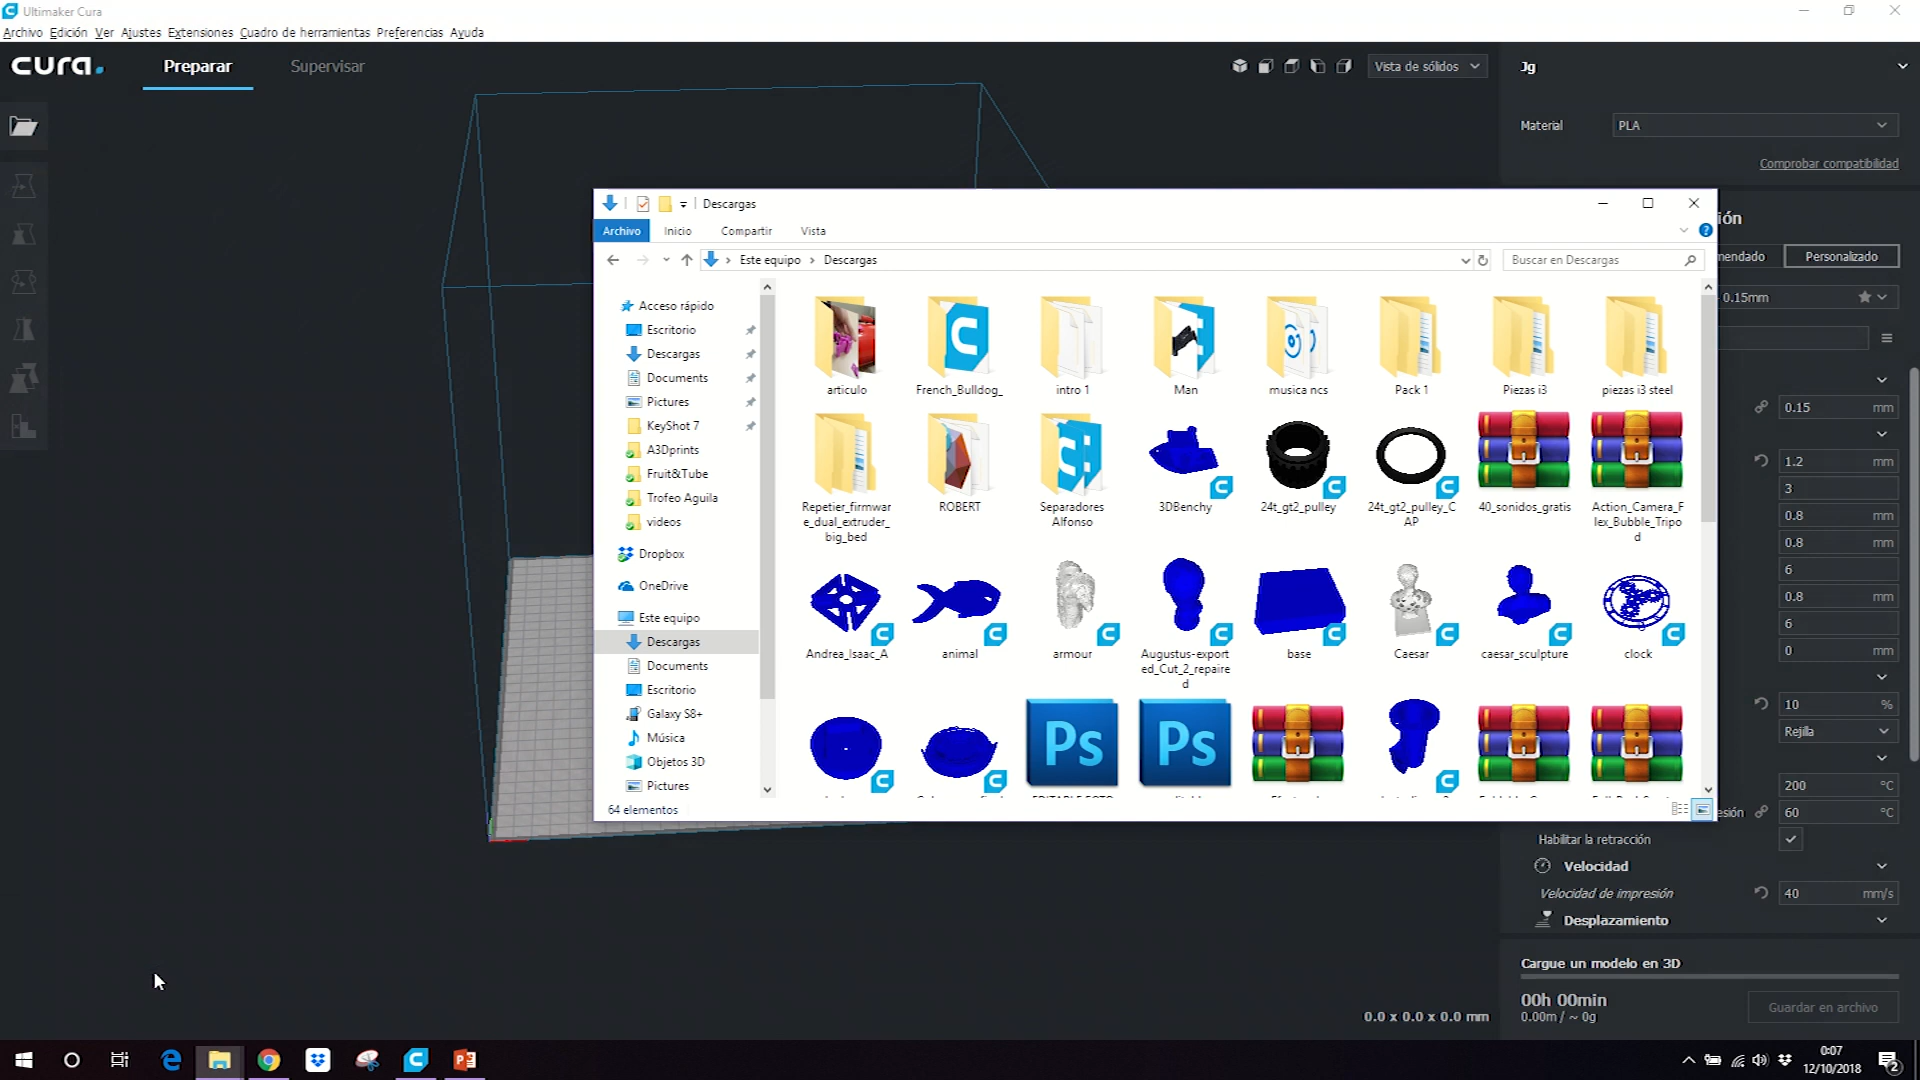 Ultimaker Cura
Archivo Edición Ver Ajustes Extensiones Cuadro de herramientas Preferencias Ayuda
cura.
Preparar
Supervisar
Vista de sólidos
Jg
Material
PLA
Comprobar compatibilidad
Descargas
Archivo
Inicio
Compartir
Vista
Este equipo
Descargas
Buscar en Descargas
ión
mendado
Personalizado
0.15mm
0.15 mm
1.2 mm
3
0.8 mm
0.8 mm
6
0.8 mm
6
0 mm
10 %
Rejilla
200 °C
esión 60 °C
Habilitar la retracción
Velocidad
Velocidad de impresión 40 mm/s
Desplazamiento
Acceso rápido
Escritorio
Descargas
Documents
Pictures
KeyShot 7
A3Dprints
Fruit&Tube
Trofeo Aguila
videos
Dropbox
OneDrive
Este equipo
Descargas
Documents
Escritorio
Galaxy S8+
Música
Objetos 3D
Pictures
articulo
French_Bulldog_
intro 1
Man
musica ncs
Pack 1
Piezas i3
piezas i3 steel
Repetier_firmwar
e_dual_extruder_
big_bed
ROBERT
Separadores
Alfonso
3DBenchy
24t_gt2_pulley
24t_gt2_pulley_C
AP
40_sonidos_gratis
Action_Camera_F
lex_Bubble_Tripo
d
Andrea_Isaac_A
animal
armour
Augustus-export
ed_Cut_2_repaire
d
base
Caesar
caesar_sculpture
clock
Ps
Ps
64 elementos
Cargue un modelo en 3D
00h 00min
0.00m / ~ 0g
Guardar en archivo
0.0 x 0.0 x 0.0 mm
0:07
12/10/2018
2